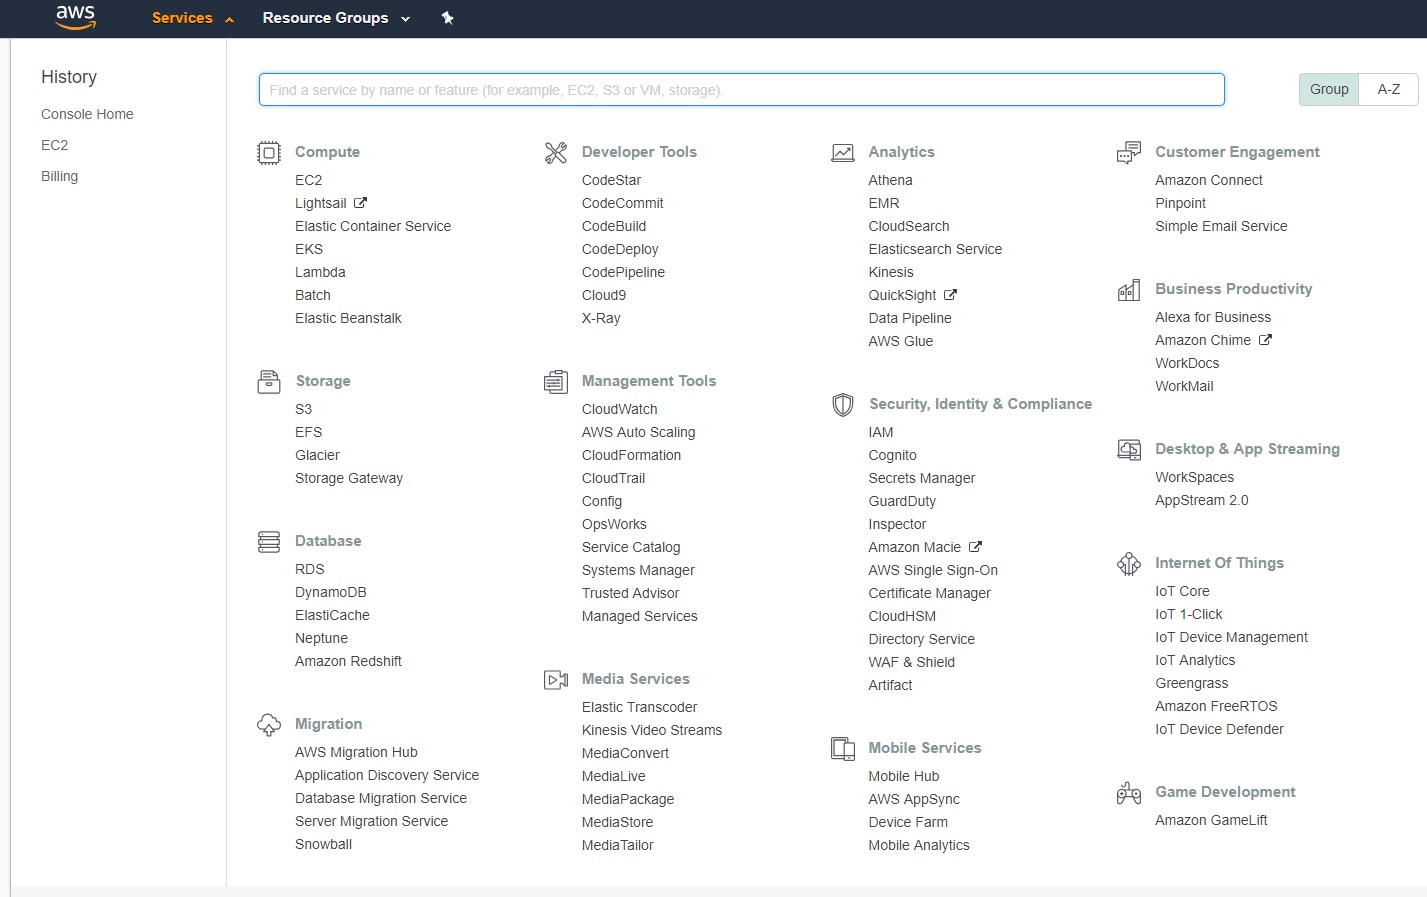 aws
Services
Resource Groups
History
Console Home
EC2
Billing
Find a service by name or feature (for example, EC2, S3 or VM, storage).
Group
A-Z
Compute
EC2
Lightsail
Elastic Container Service
EKS
Lambda
Batch
Elastic Beanstalk
Storage
S3
EFS
Glacier
Storage Gateway
Database
RDS
DynamoDB
ElastiCache
Neptune
Amazon Redshift
Migration
AWS Migration Hub
Application Discovery Service
Database Migration Service
Server Migration Service
Snowball
Developer Tools
CodeStar
CodeCommit
CodeBuild
CodeDeploy
CodePipeline
Cloud9
X-Ray
Management Tools
CloudWatch
AWS Auto Scaling
CloudFormation
CloudTrail
Config
OpsWorks
Service Catalog
Systems Manager
Trusted Advisor
Managed Services
Media Services
Elastic Transcoder
Kinesis Video Streams
MediaConvert
MediaLive
MediaPackage
MediaStore
MediaTailor
Analytics
Athena
EMR
CloudSearch
Elasticsearch Service
Kinesis
QuickSight
Data Pipeline
AWS Glue
Security, Identity & Compliance
IAM
Cognito
Secrets Manager
GuardDuty
Inspector
Amazon Macie
AWS Single Sign-On
Certificate Manager
CloudHSM
Directory Service
WAF & Shield
Artifact
Mobile Services
Mobile Hub
AWS AppSync
Device Farm
Mobile Analytics
Customer Engagement
Amazon Connect
Pinpoint
Simple Email Service
Business Productivity
Alexa for Business
Amazon Chime
WorkDocs
WorkMail
Desktop & App Streaming
WorkSpaces
AppStream 2.0
Internet Of Things
IoT Core
IoT 1-Click
IoT Device Management
IoT Analytics
Greengrass
Amazon FreeRTOS
IoT Device Defender
Game Development
Amazon GameLift